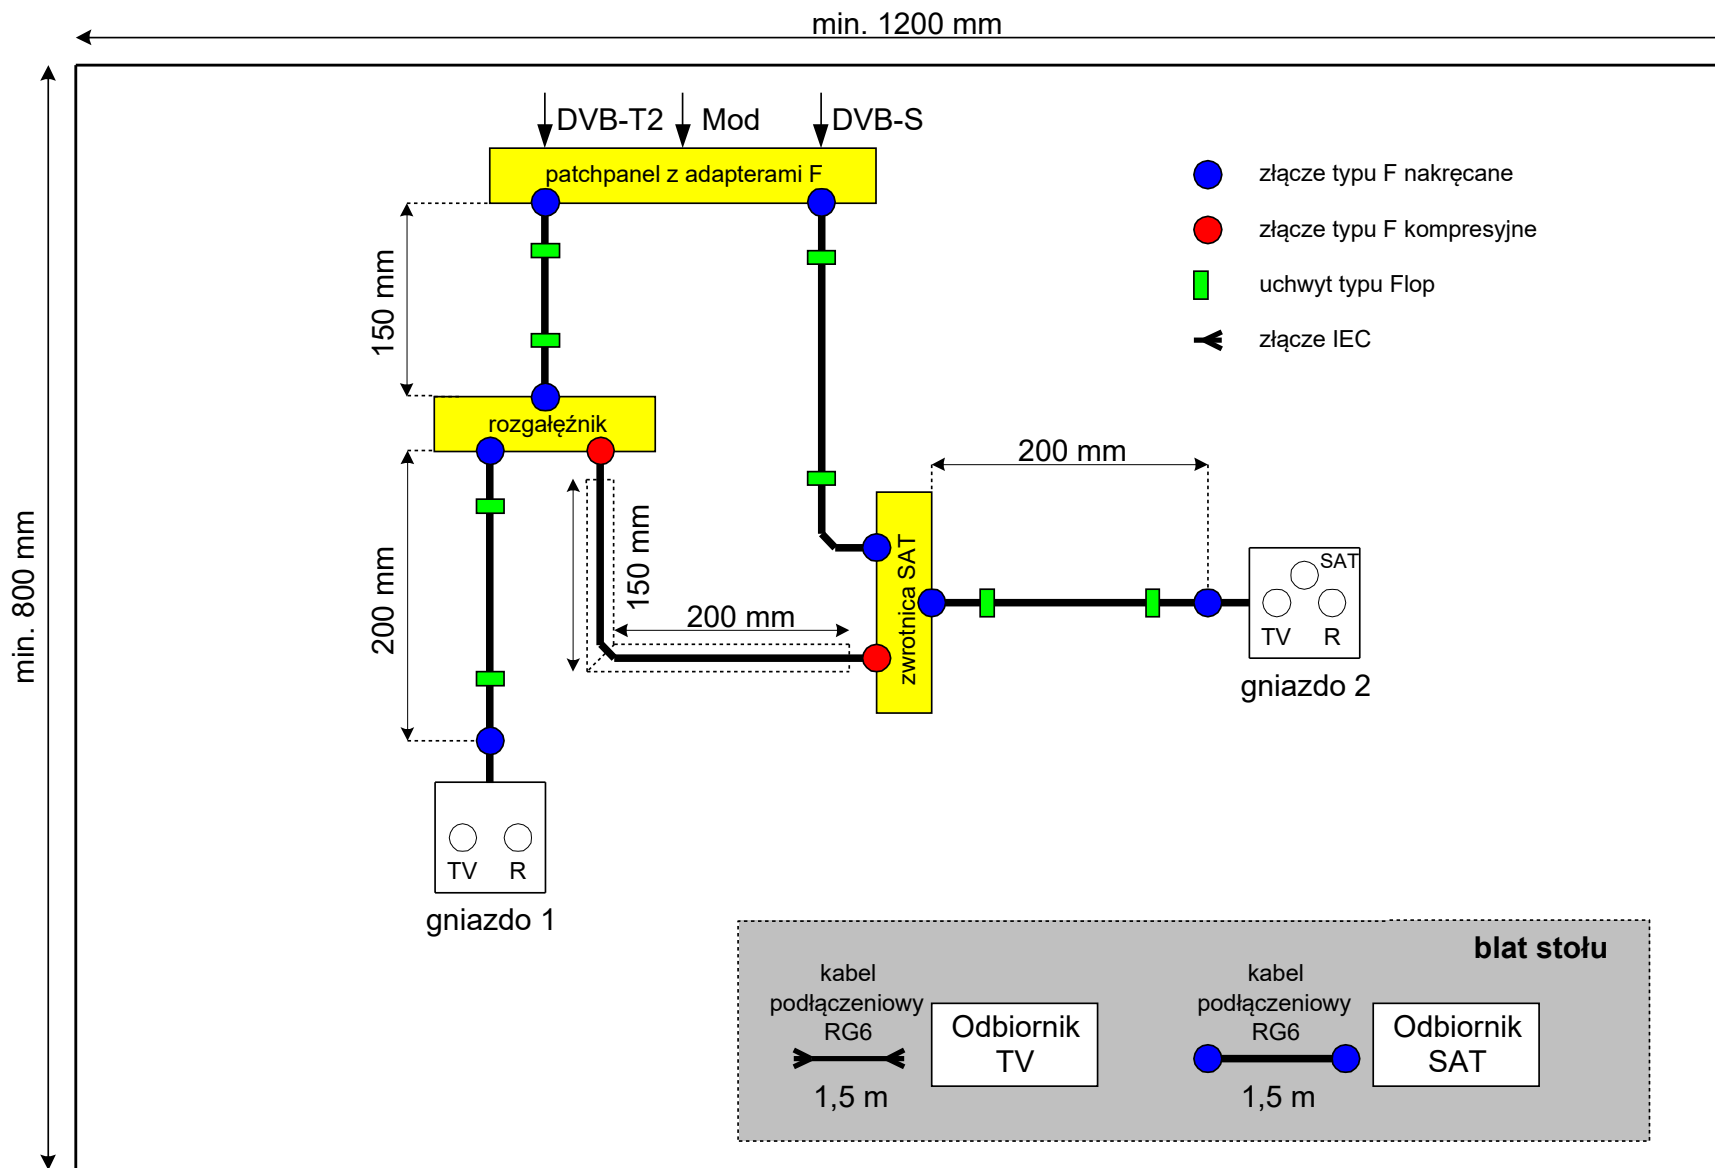 min. 1200 mm
min. 800 mm
DVB-T2
Mod
DVB-S
patchpanel z adapterami F
złącze typu F nakręcane
złącze typu F kompresyjne
uchwyt typu Flop
złącze IEC
150 mm
rozgałęźnik
200 mm
150 mm
200 mm
zwrotnica SAT
200 mm
SAT
TV
R
gniazdo 2
TV
R
gniazdo 1
blat stołu
kabel
podłączeniowy
RG6
1,5 m
Odbiornik
TV
kabel
podłączeniowy
RG6
1,5 m
Odbiornik
SAT